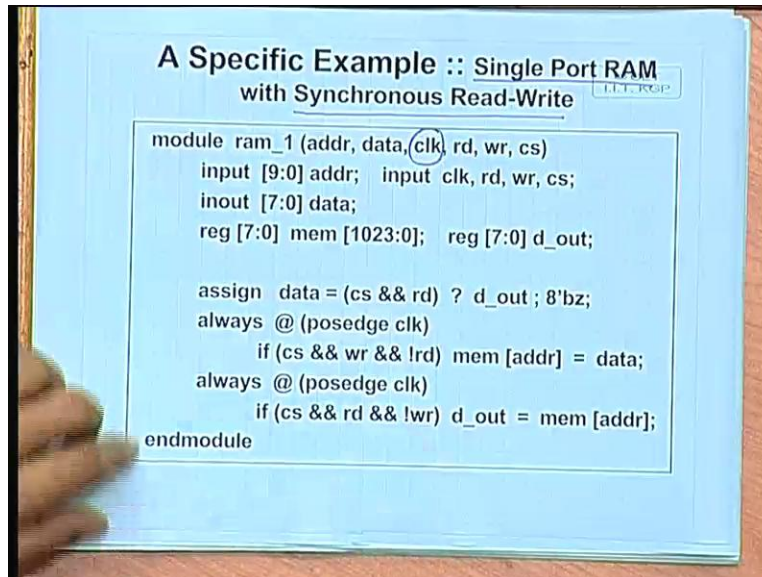 A Specific Example :: Single Port RAM
with Synchronous Read-Write
I.I.T. KGP
module ram_1 (addr, data, clk, rd, wr, cs)
input [9:0] addr; input clk, rd, wr, cs;
inout [7:0] data;
reg [7:0] mem [1023:0]; reg [7:0] d_out;
assign data = (cs && rd) ? d_out ; 8'bz;
always @ (posedge clk)
if (cs && wr && !rd) mem [addr] = data;
always @ (posedge clk)
if (cs && rd && !wr) d_out = mem [addr];
endmodule